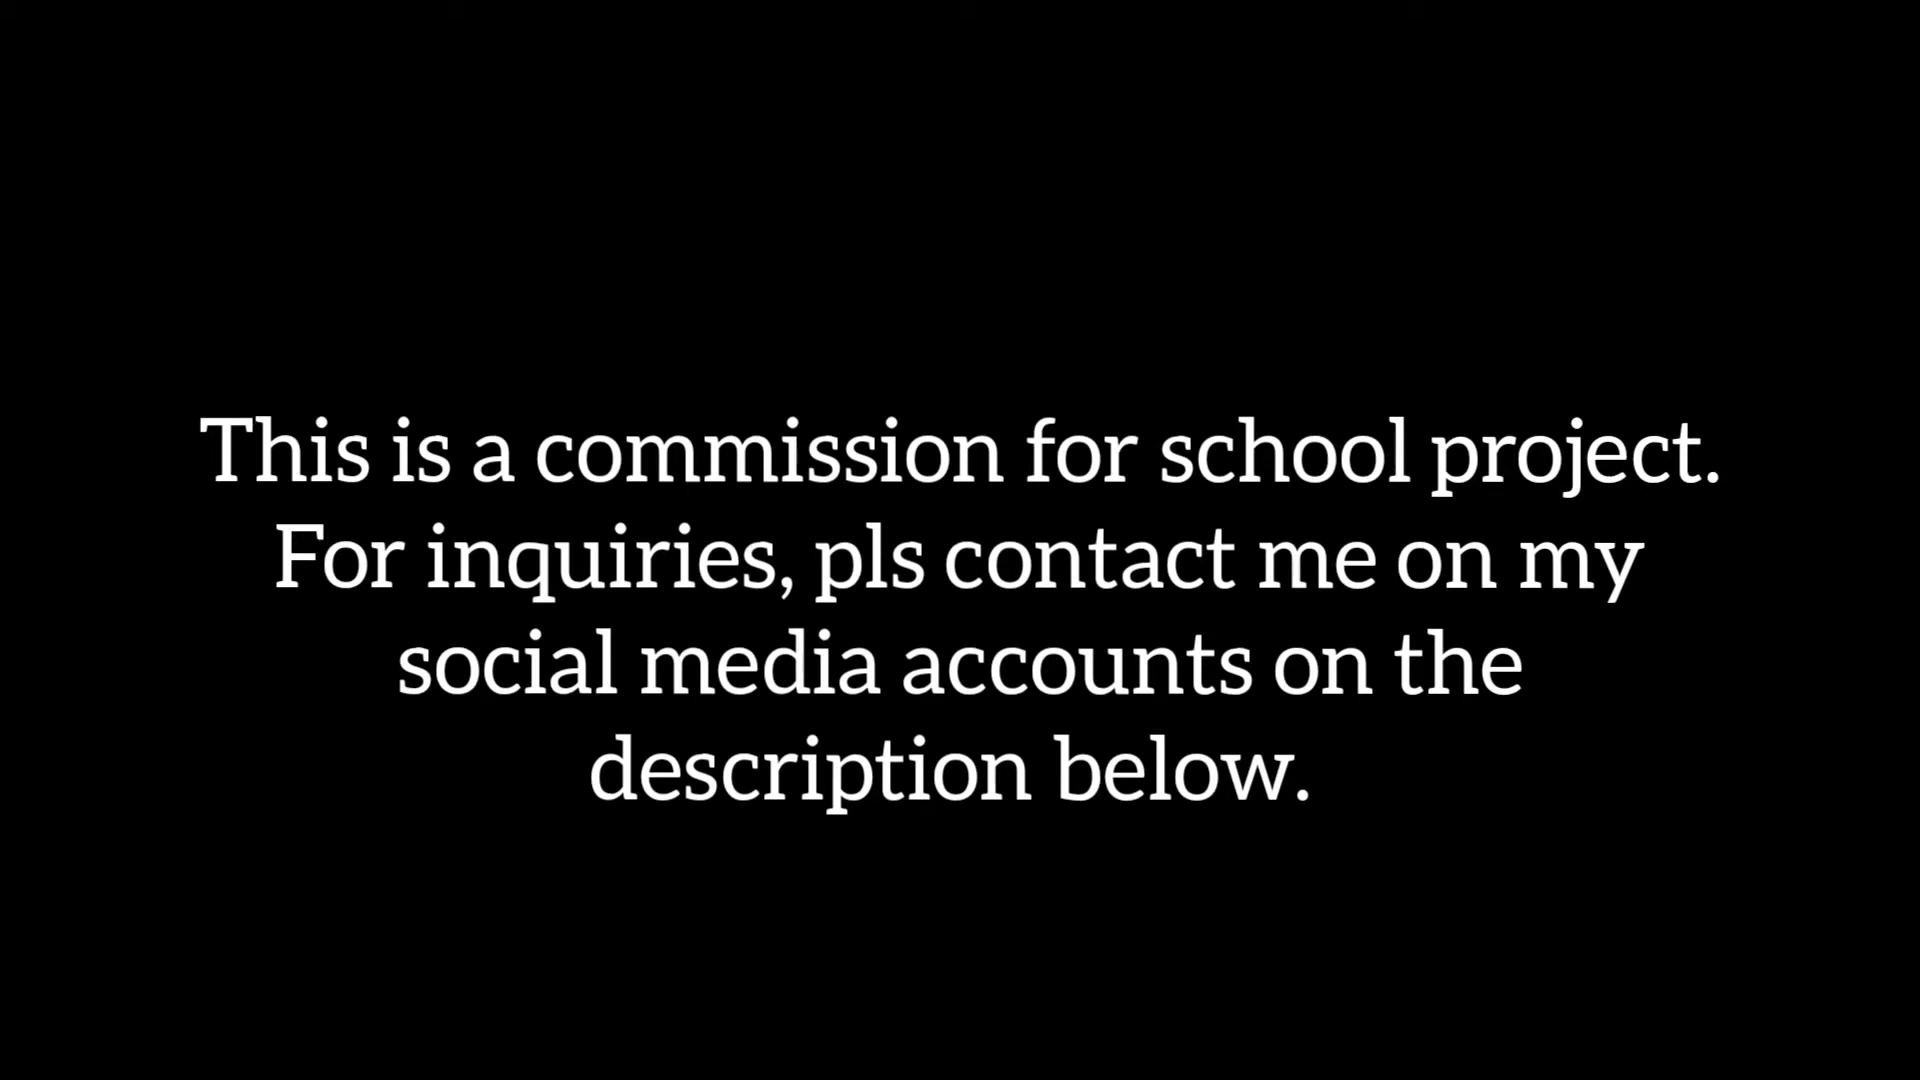 This is a commission for school project.
For inquiries, pls contact me on my
social media accounts on the
description below.